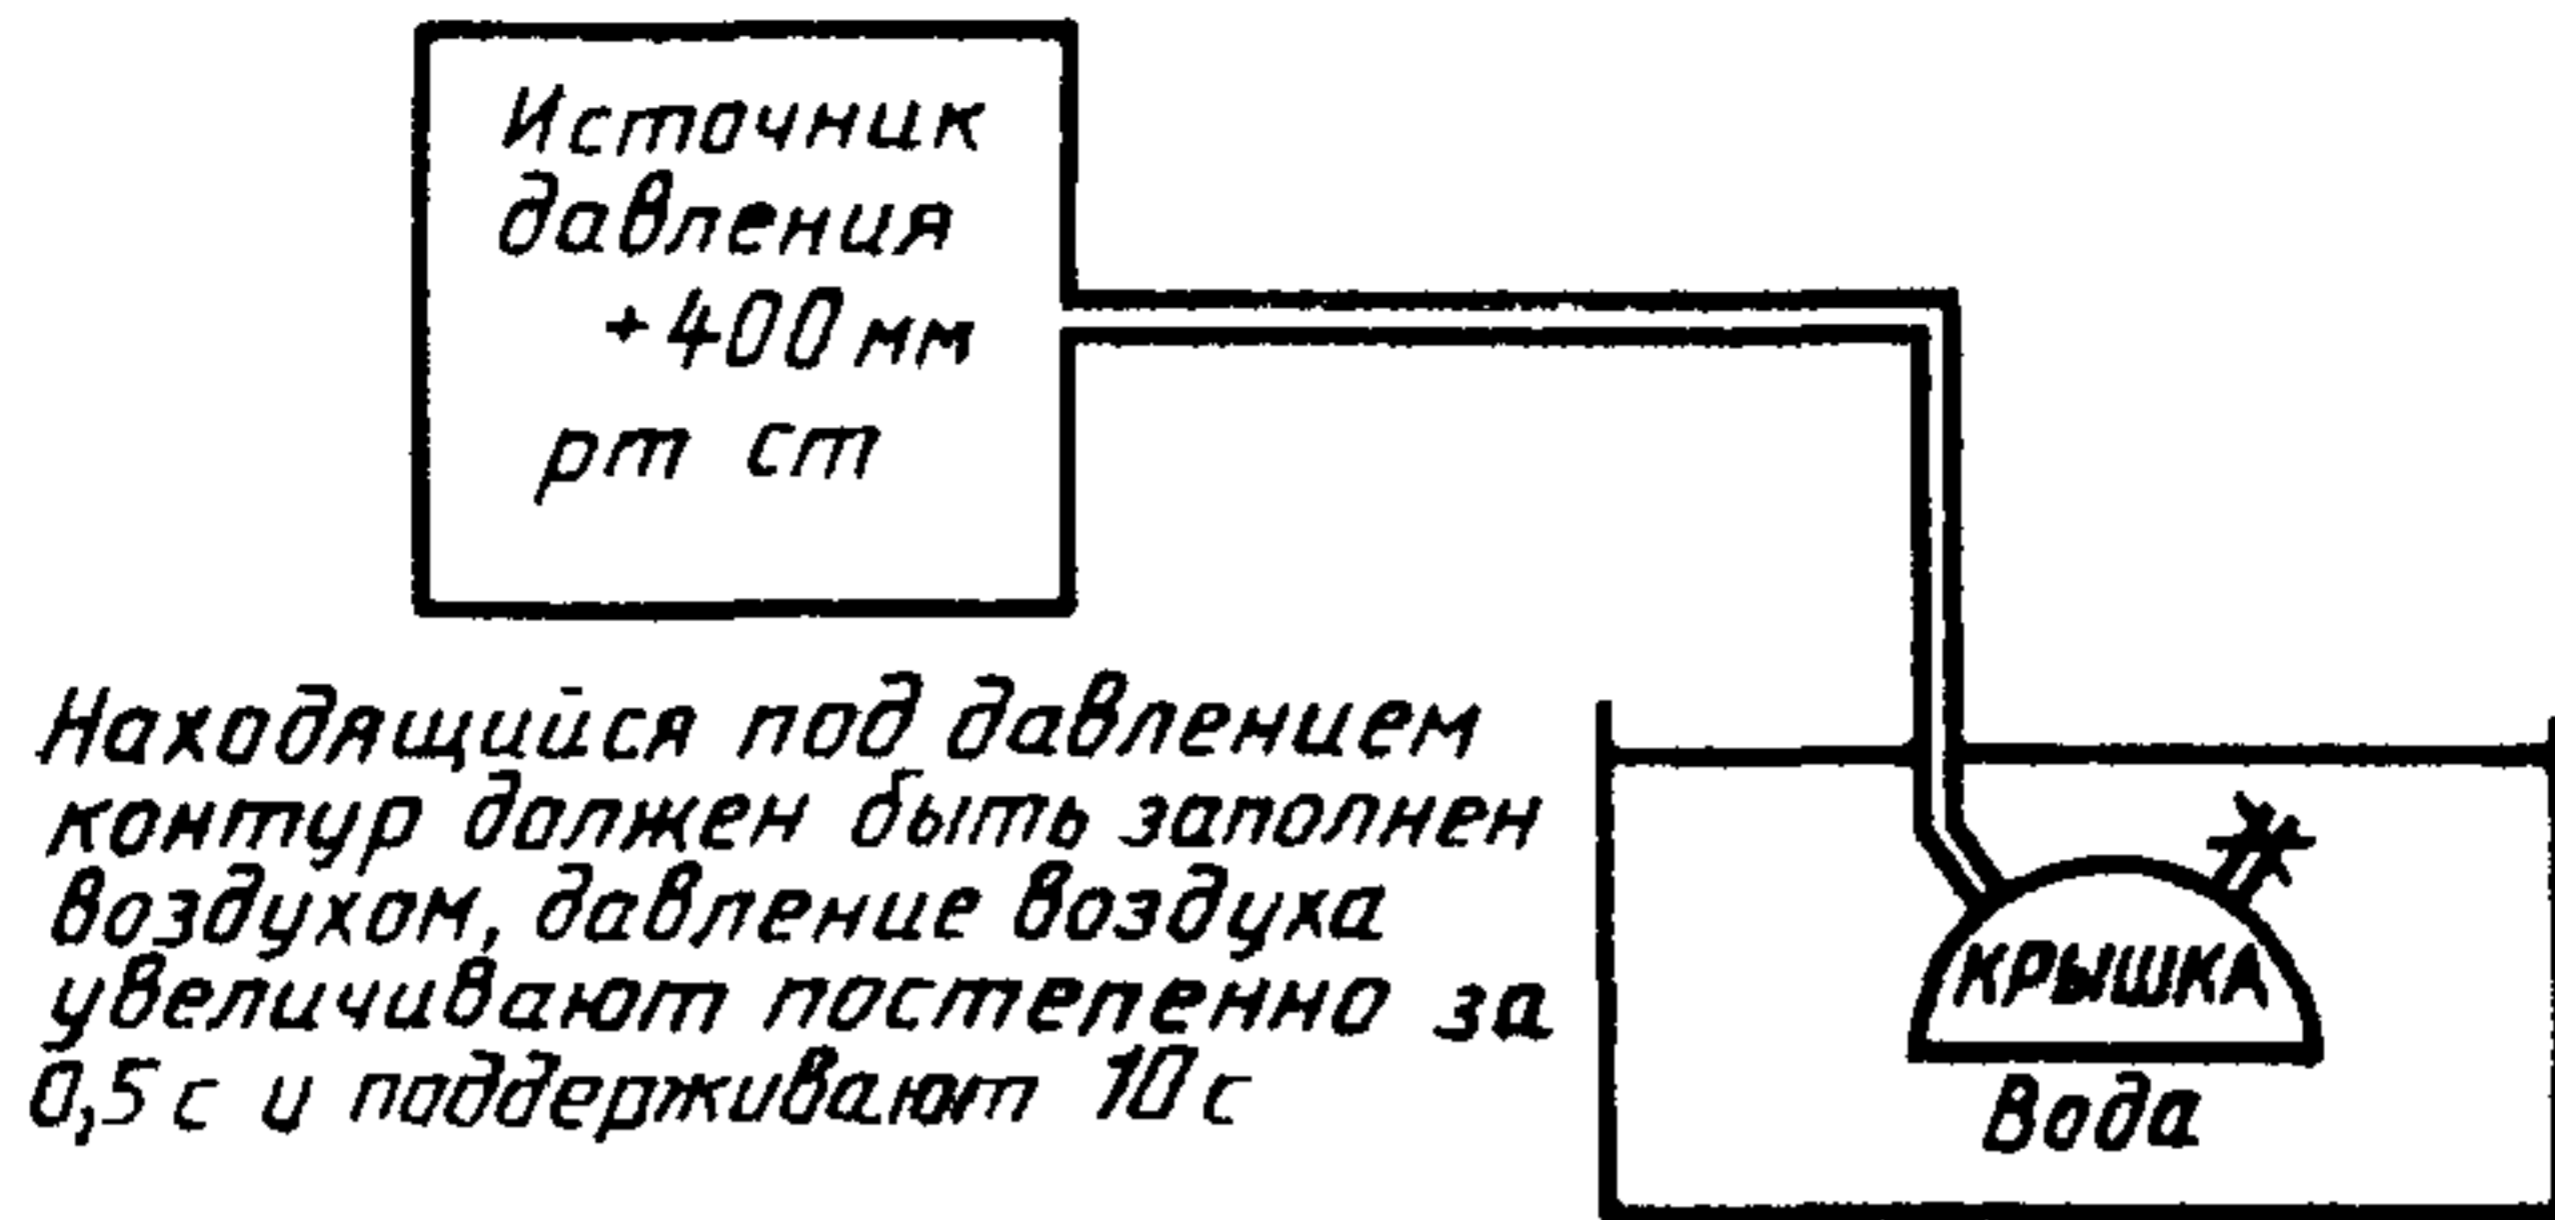 Источник
давления
+400 мм
рт ст
Находящийся под давлением
контур должен быть заполнен
воздухом, давление воздуха
увеличивают постепенно за
0,5 с и поддерживают 10 с
КРЫШКА
Вода